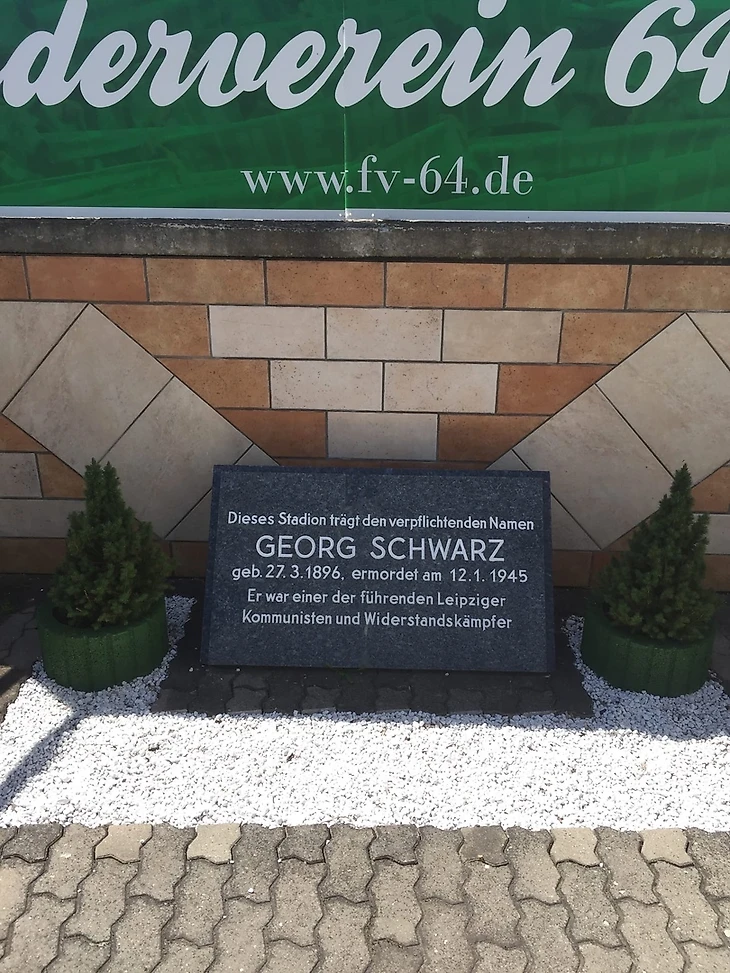 derverein 64
www.fv-64.de
Dieses Stadion trägt den verpflichtenden Namen
GEORG SCHWARZ
geb. 27.3.1896, ermordet am 12.1.1945
Er war einer der führenden Leipziger
Kommunisten und Widerstandskämpfer